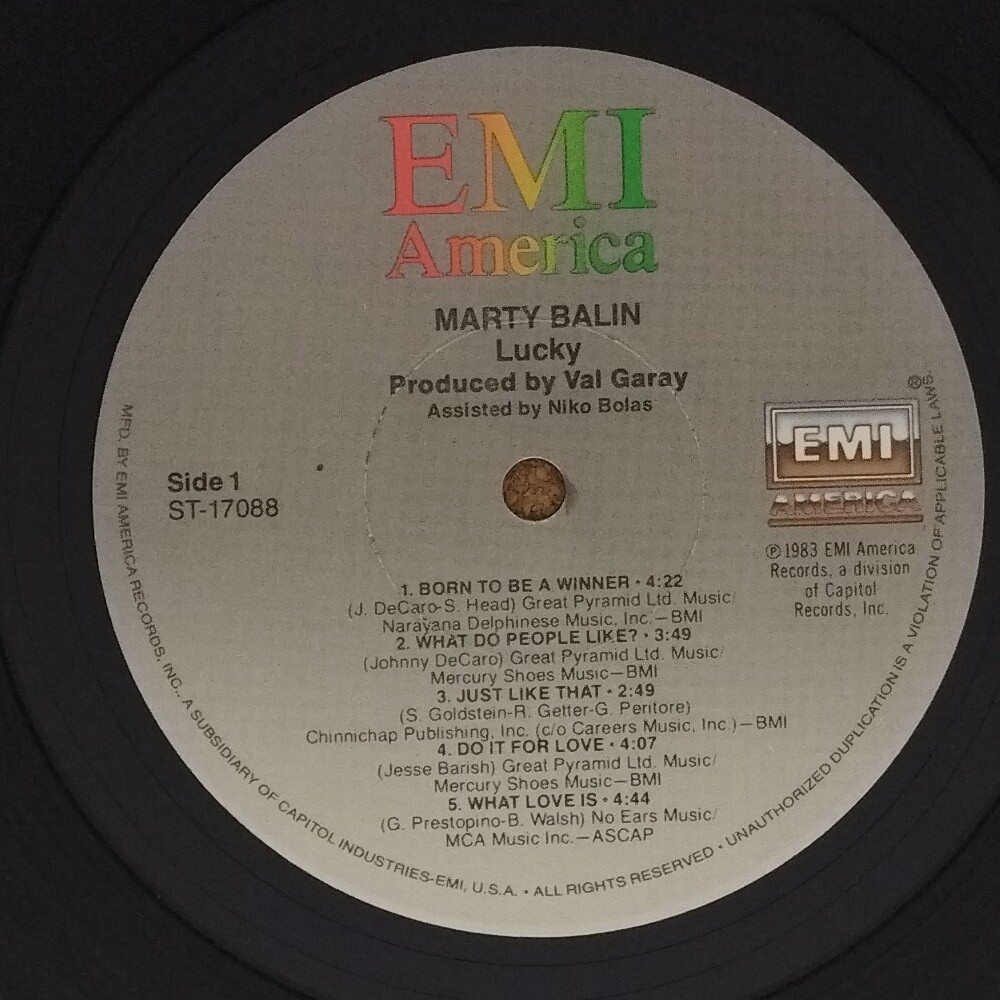 EMI
America
MARTY BALIN
Lucky
Produced by Val Garay
Assisted by Niko Bolas
Side 1
ST-17088
®
EMI
AMERICA
℗ 1983 EMI America
Records, a division
of Capitol
Records, Inc.
1. BORN TO BE A WINNER • 4:22
(J. DeCaro-S. Head) Great Pyramid Ltd. Music/
Narayana Delphinese Music, Inc.—BMI
2. WHAT DO PEOPLE LIKE? • 3:49
(Johnny DeCaro) Great Pyramid Ltd. Music/
Mercury Shoes Music—BMI
3. JUST LIKE THAT • 2:49
(S. Goldstein-R. Getter-G. Peritore)
Chinnichap Publishing, Inc. (c/o Careers Music, Inc.)—BMI
4. DO IT FOR LOVE • 4:07
(Jesse Barish) Great Pyramid Ltd. Music/
Mercury Shoes Music—BMI
5. WHAT LOVE IS • 4:44
(G. Prestopino-B. Walsh) No Ears Music/
MCA Music Inc.—ASCAP
MFD. BY EMI AMERICA RECORDS, INC., A SUBSIDIARY OF CAPITOL INDUSTRIES-EMI, U.S.A. • ALL RIGHTS RESERVED • UNAUTHORIZED DUPLICATION IS A VIOLATION OF APPLICABLE LAWS.